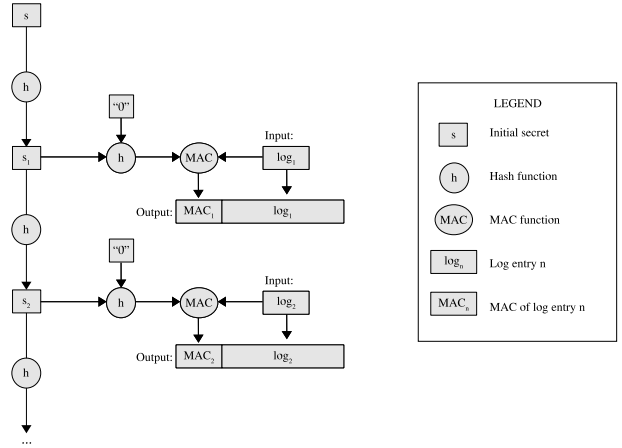 s
h
“0”
Input:
s₁
h
MAC
log₁
Output:
MAC₁
log₁
h
“0”
Input:
s₂
h
MAC
log₂
Output:
MAC₂
log₂
h
...
LEGEND
s
Initial secret
h
Hash function
MAC
MAC function
logₙ
Log entry n
MACₙ
MAC of log entry n